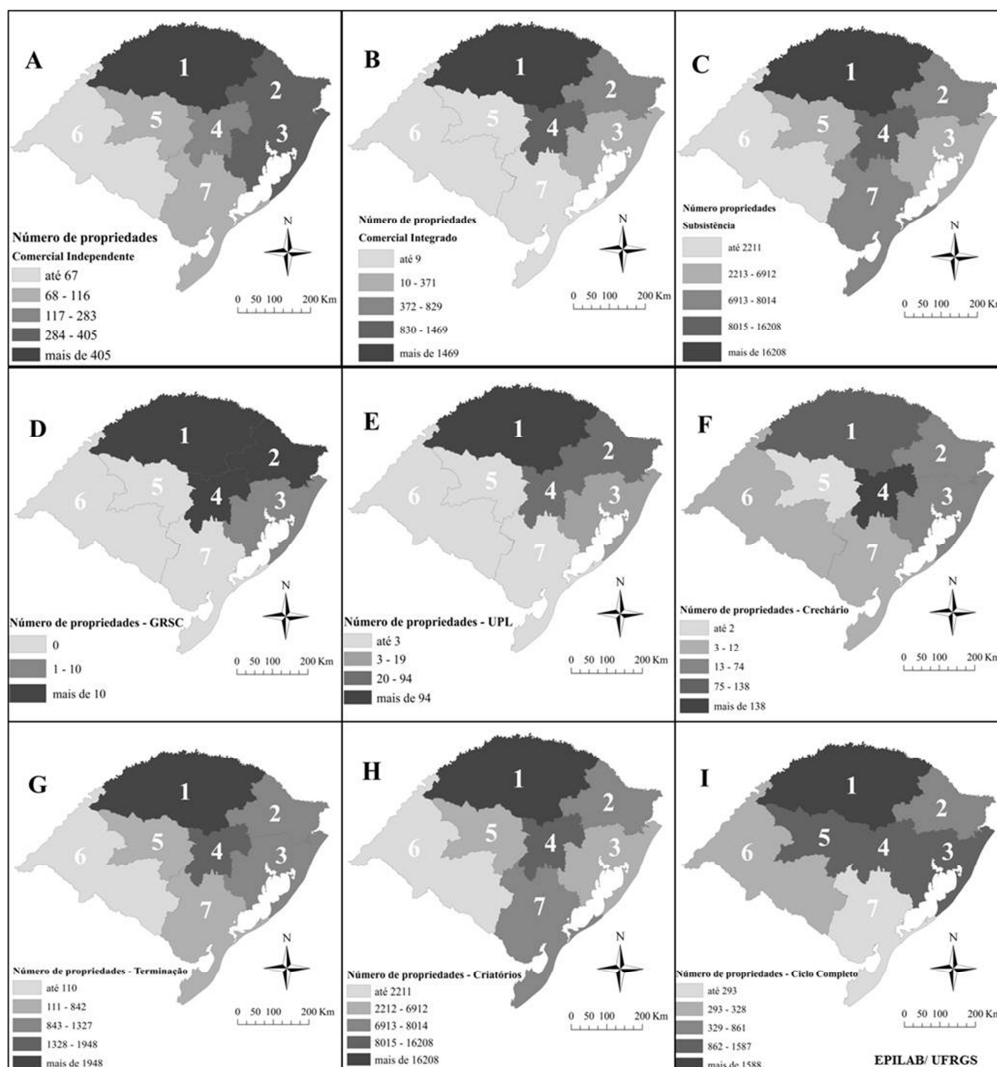 A
1
2
3
4
5
6
7
N
Número de propriedades
Comercial Independente
até 67
68 - 116
117 - 283
284 - 405
mais de 405
0 50 100 200 Km
B
1
2
3
4
5
6
7
N
Número de propriedades
Comercial Integrado
até 9
10 - 371
372 - 829
830 - 1469
mais de 1469
0 50 100 200 Km
C
1
2
3
4
5
6
7
N
Número propriedades
Subsistência
até 2211
2213 - 6912
6913 - 8014
8015 - 16208
mais de 16208
0 50 100 200 Km
D
1
2
3
4
5
6
7
N
Número de propriedades - GRSC
0
1 - 10
mais de 10
0 50 100 200 Km
E
1
2
3
4
5
6
7
N
Número de propriedades - UPL
até 3
3 - 19
20 - 94
mais de 94
0 50 100 200 Km
F
1
2
3
4
5
6
7
N
Número de propriedades - Crechário
até 2
3 - 12
13 - 74
75 - 138
mais de 138
0 50 100 200 Km
G
1
2
3
4
5
6
7
N
Número de propriedades - Terminação
até 110
111 - 842
843 - 1327
1328 - 1948
mais de 1948
0 50 100 200 Km
H
1
2
3
4
5
6
7
N
Número de propriedades - Criatórios
até 2211
2212 - 6912
6913 - 8014
8015 - 16208
mais de 16208
0 50 100 200 Km
I
1
2
3
4
5
6
7
N
Número de propriedades - Ciclo Completo
até 293
293 - 328
329 - 861
862 - 1587
mais de 1588
0 50 100 200 Km
EPILAB/ UFRGS